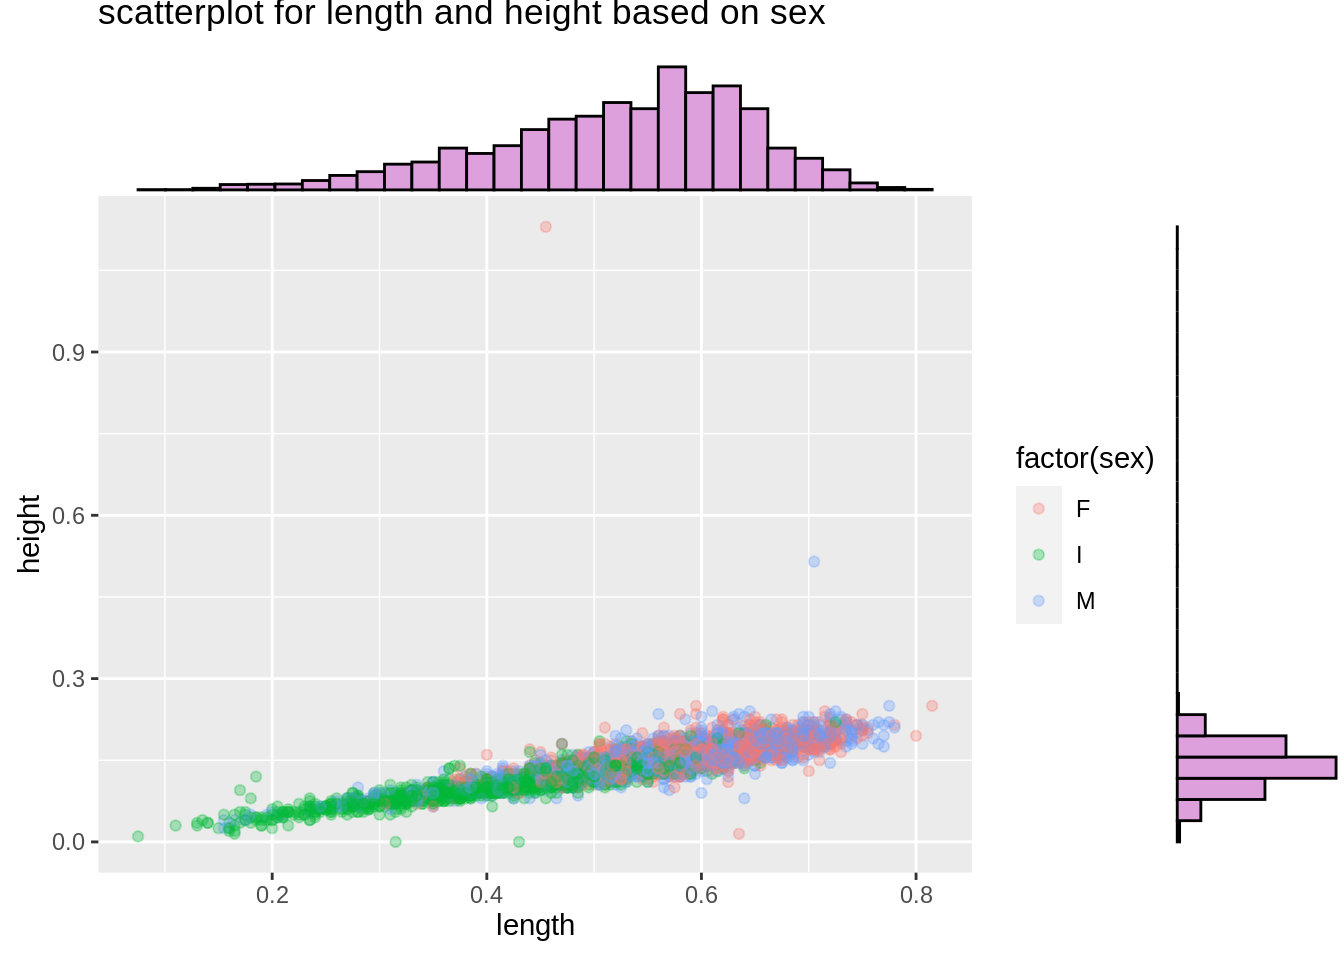 scatterplot for length and height based on sex
0.9
0.6
0.3
0.0
height
0.2 0.4 0.6 0.8
length
factor(sex)
F
I
M